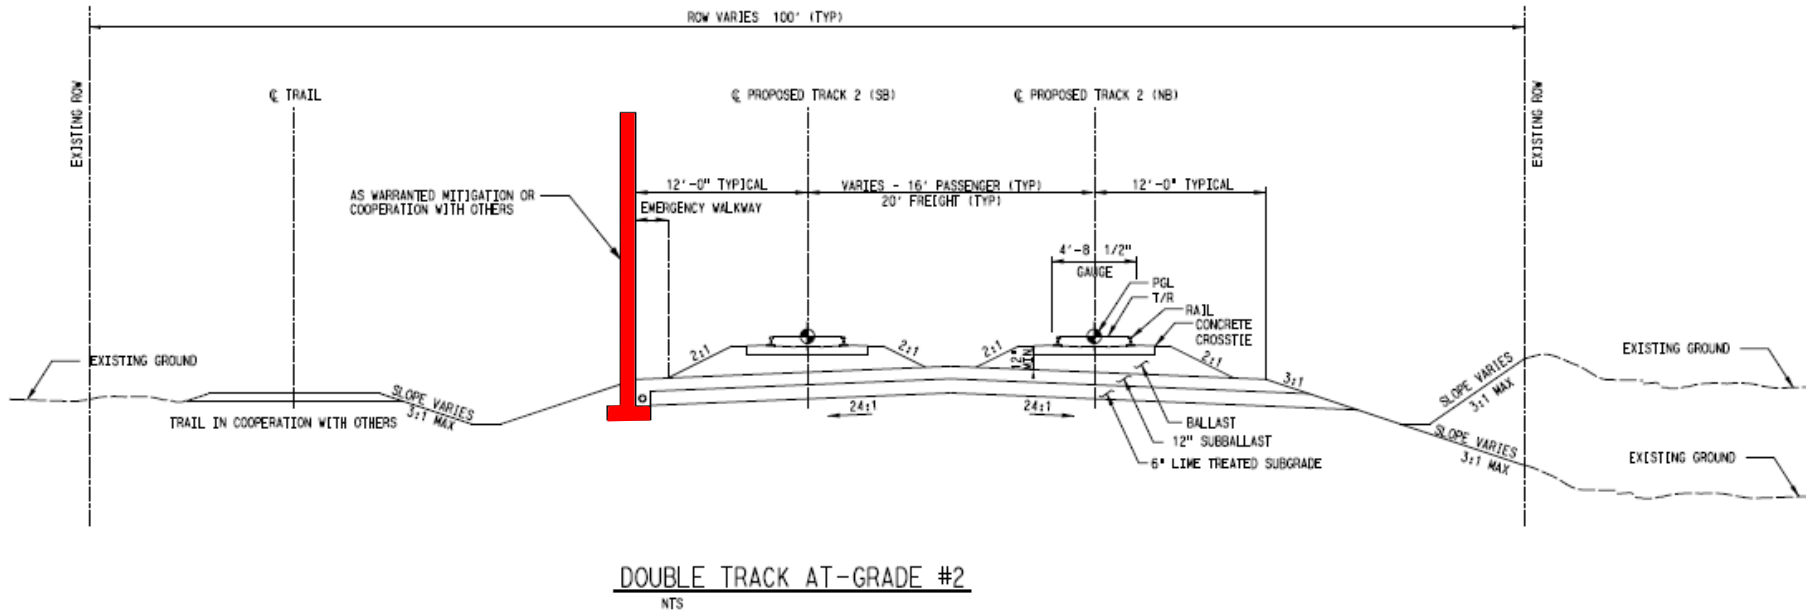 ROW VARIES 100' (TYP)
EXISTING ROW
℄ TRAIL
℄ PROPOSED TRACK 2 (SB)
℄ PROPOSED TRACK 2 (NB)
EXISTING ROW
AS WARRANTED MITIGATION OR
COOPERATION WITH OTHERS
12'-0" TYPICAL
VARIES - 16' PASSENGER (TYP)
20' FREIGHT (TYP)
12'-0" TYPICAL
EMERGENCY WALKWAY
4'-8 1/2"
GAUGE
PGL
T/R
RAIL
CONCRETE
CROSSTIE
EXISTING GROUND
2:1
2:1
2:1
12"
MIN
2:1
3:1
EXISTING GROUND
SLOPE VARIES
3:1 MAX
TRAIL IN COOPERATION WITH OTHERS
24:1
24:1
SLOPE VARIES
3:1 MAX
BALLAST
12" SUBBALLAST
6" LIME TREATED SUBGRADE
SLOPE VARIES
3:1 MAX
EXISTING GROUND
DOUBLE TRACK AT-GRADE #2
NTS